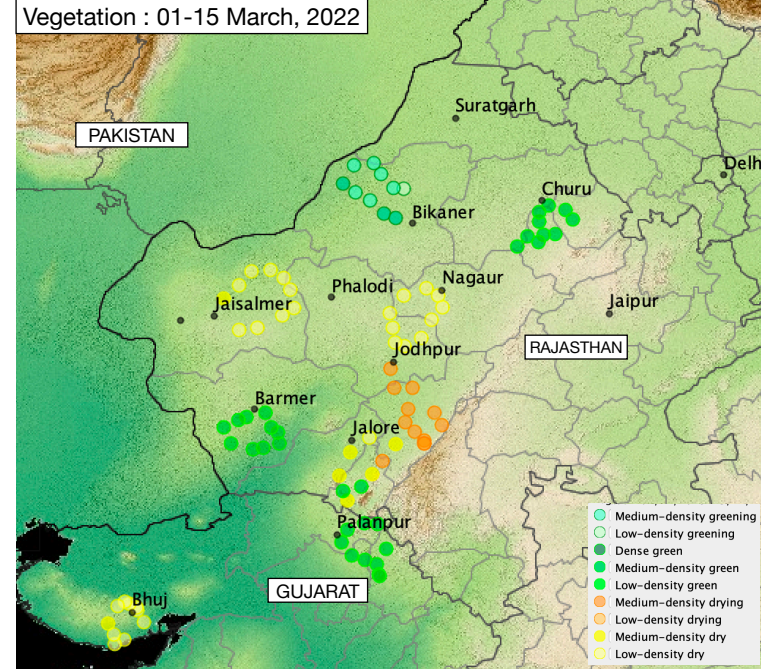 Vegetation : 01-15 March, 2022
Suratgarh
PAKISTAN
Delh
Churu
Bikaner
Phalodi
Nagaur
Jaisalmer
Jaipur
RAJASTHAN
Jodhpur
Barmer
Jalore
Palanpur
GUJARAT
Bhuj
Medium-density greening
Low-density greening
Dense green
Medium-density green
Low-density green
Medium-density drying
Low-density drying
Medium-density dry
Low-density dry